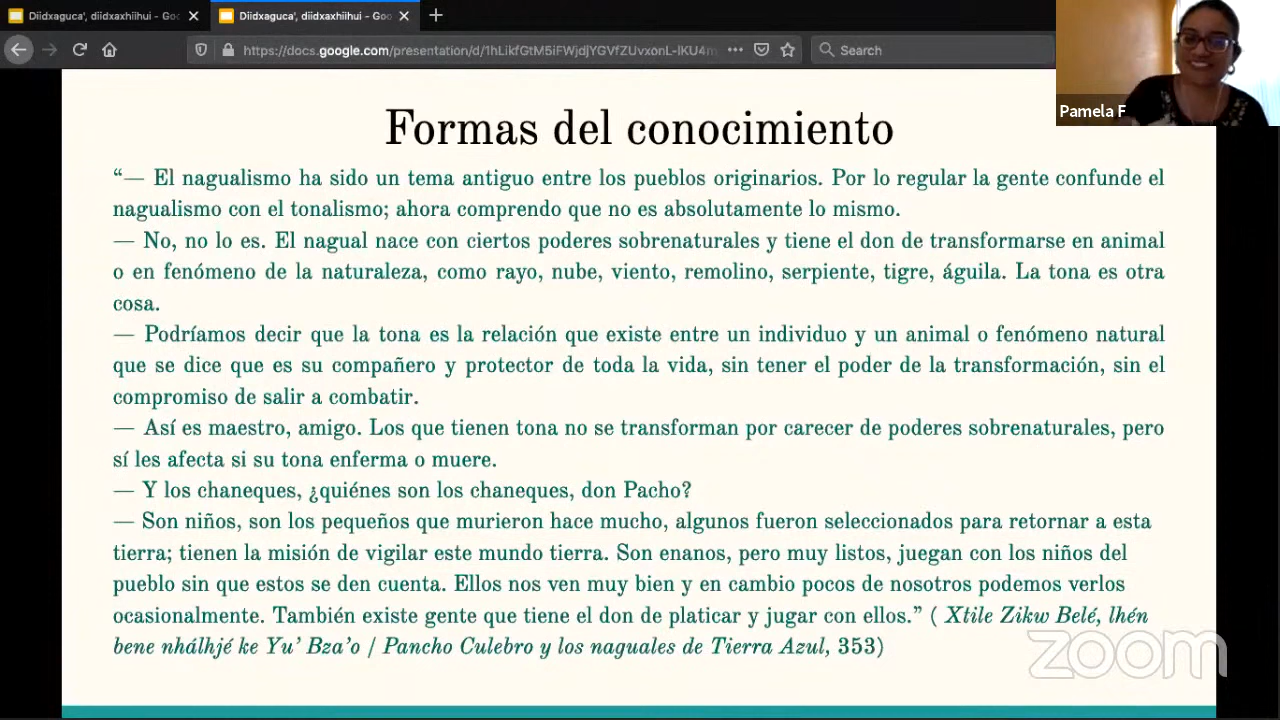 Diidxaguca', diidxaxhiihui - Goo
Diidxaguca', diidxaxhiihui - Goo
https://docs.google.com/presentation/d/1hLikfGtM5iFWjdjYGVfZUvxonL-IKU4m
Search
Pamela F
Formas del conocimiento
“— El nagualismo ha sido un tema antiguo entre los pueblos originarios. Por lo regular la gente confunde el
nagualismo con el tonalismo; ahora comprendo que no es absolutamente lo mismo.
— No, no lo es. El nagual nace con ciertos poderes sobrenaturales y tiene el don de transformarse en animal
o en fenómeno de la naturaleza, como rayo, nube, viento, remolino, serpiente, tigre, águila. La tona es otra
cosa.
— Podríamos decir que la tona es la relación que existe entre un individuo y un animal o fenómeno natural
que se dice que es su compañero y protector de toda la vida, sin tener el poder de la transformación, sin el
compromiso de salir a combatir.
— Así es maestro, amigo. Los que tienen tona no se transforman por carecer de poderes sobrenaturales, pero
sí les afecta si su tona enferma o muere.
— Y los chaneques, ¿quiénes son los chaneques, don Pacho?
— Son niños, son los pequeños que murieron hace mucho, algunos fueron seleccionados para retornar a esta
tierra; tienen la misión de vigilar este mundo tierra. Son enanos, pero muy listos, juegan con los niños del
pueblo sin que estos se den cuenta. Ellos nos ven muy bien y en cambio pocos de nosotros podemos verlos
ocasionalmente. También existe gente que tiene el don de platicar y jugar con ellos.” ( Xtile Zikw Belé, lhén
bene nhálhjé ke Yu’ Bza’o / Pancho Culebro y los naguales de Tierra Azul, 353)
zoom